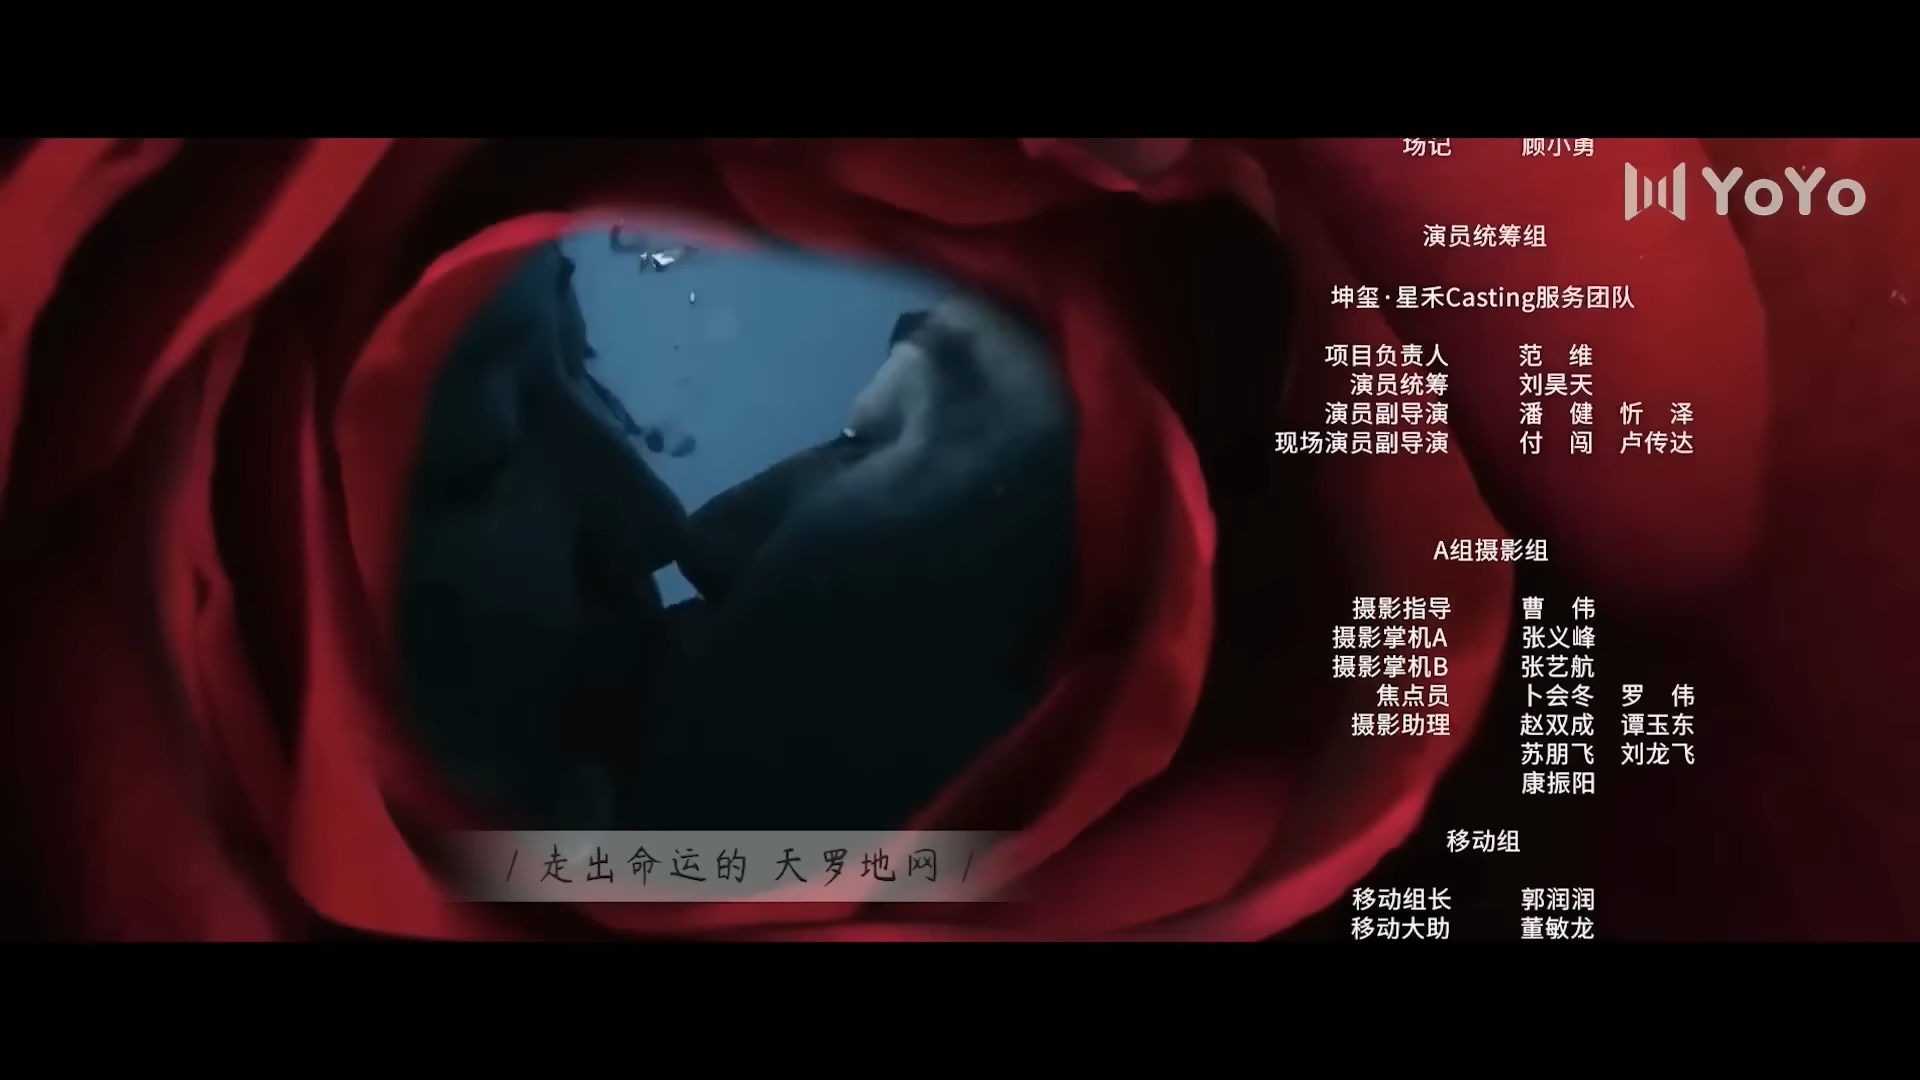 场记 顾小勇
YoYo
演员统筹组
坤玺·星禾Casting服务团队
项目负责人 范 维
演员统筹 刘昊天
演员副导演 潘 健 忻 泽
现场演员副导演 付 闯 卢传达
A组摄影组
摄影指导 曹 伟
摄影掌机A 张义峰
摄影掌机B 张艺航
焦点员 卜会冬 罗 伟
摄影助理 赵双成 谭玉东
苏朋飞 刘龙飞
康振阳
移动组
/ 走出命运的 天罗地网 /
移动组长 郭润润
移动大助 董敏龙